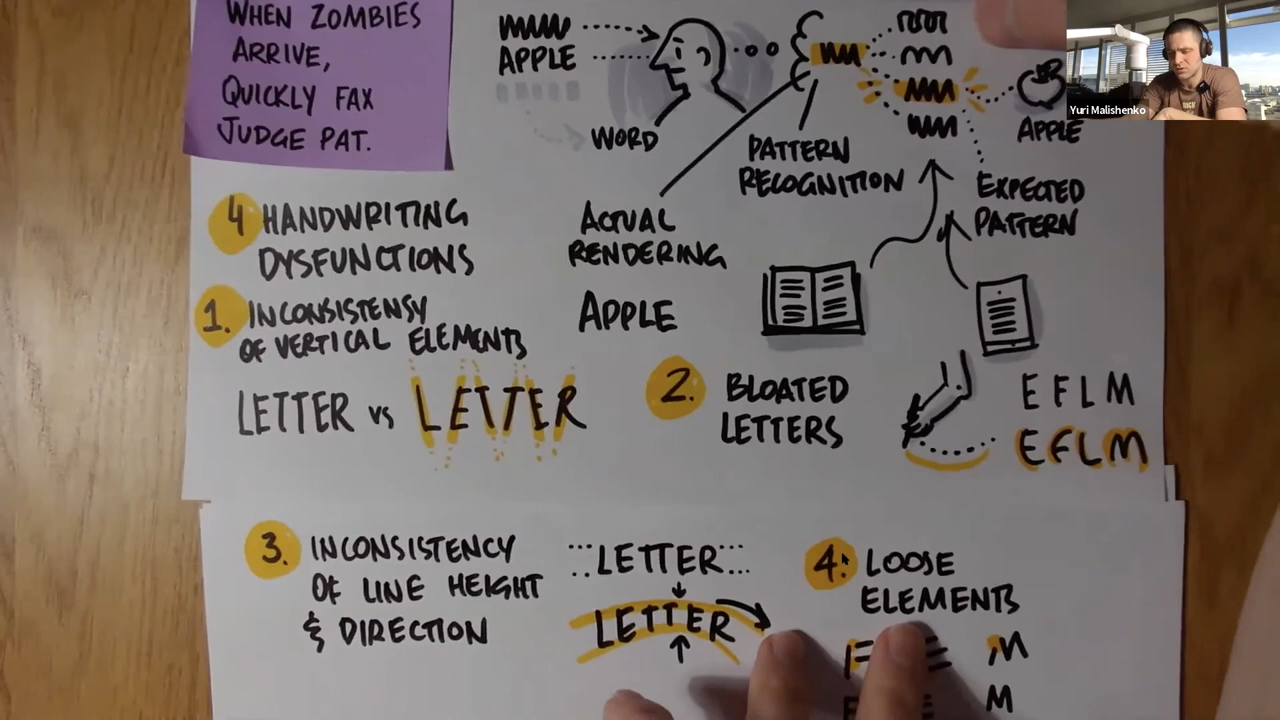 WHEN ZOMBIES
ARRIVE,
QUICKLY FAX
JUDGE PAT.
APPLE
WORD
PATTERN
RECOGNITION
APPLE
EXPECTED
PATTERN
ACTUAL
RENDERING
APPLE
4 HANDWRITING
DYSFUNCTIONS
1. INCONSISTENSY
OF VERTICAL ELEMENTS
LETTER vs LETTER
2. BLOATED
LETTERS
E F L M
E F L M
3. INCONSISTENCY
OF LINE HEIGHT
& DIRECTION
LETTER
LETTER
4. LOOSE
ELEMENTS
F E M
M
Yuri Malishenko